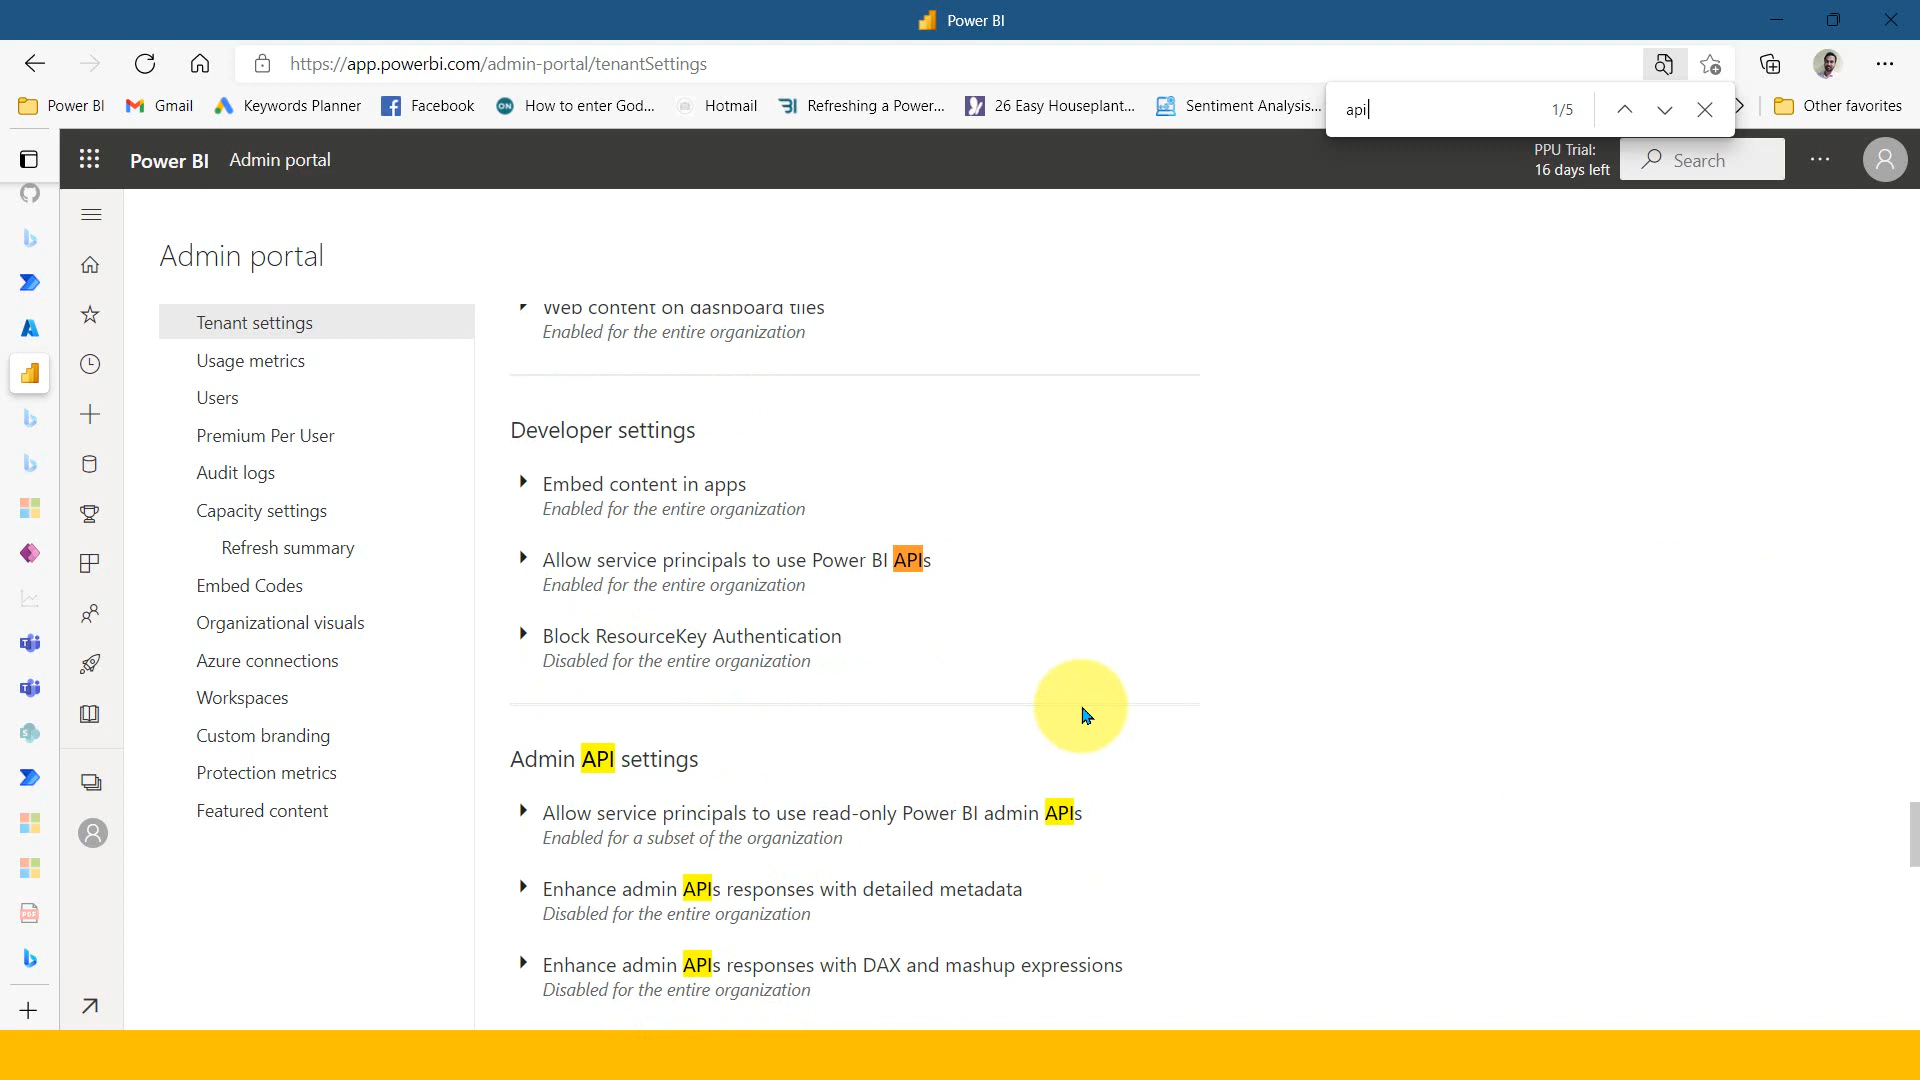 Power BI
https://app.powerbi.com/admin-portal/tenantSettings
Power BI
Gmail
Keywords Planner
Facebook
ON
How to enter God...
Hotmail
Refreshing a Power...
26 Easy Houseplant...
Sentiment Analysis...
Other favorites
api
1/5
Power BI Admin portal
PPU Trial:
16 days left
Search
Admin portal
Tenant settings
Usage metrics
Users
Premium Per User
Audit logs
Capacity settings
Refresh summary
Embed Codes
Organizational visuals
Azure connections
Workspaces
Custom branding
Protection metrics
Featured content
Web content on dashboard tiles
Enabled for the entire organization
Developer settings
Embed content in apps
Enabled for the entire organization
Allow service principals to use Power BI APIs
Enabled for the entire organization
Block ResourceKey Authentication
Disabled for the entire organization
Admin API settings
Allow service principals to use read-only Power BI admin APIs
Enabled for a subset of the organization
Enhance admin APIs responses with detailed metadata
Disabled for the entire organization
Enhance admin APIs responses with DAX and mashup expressions
Disabled for the entire organization
PDF